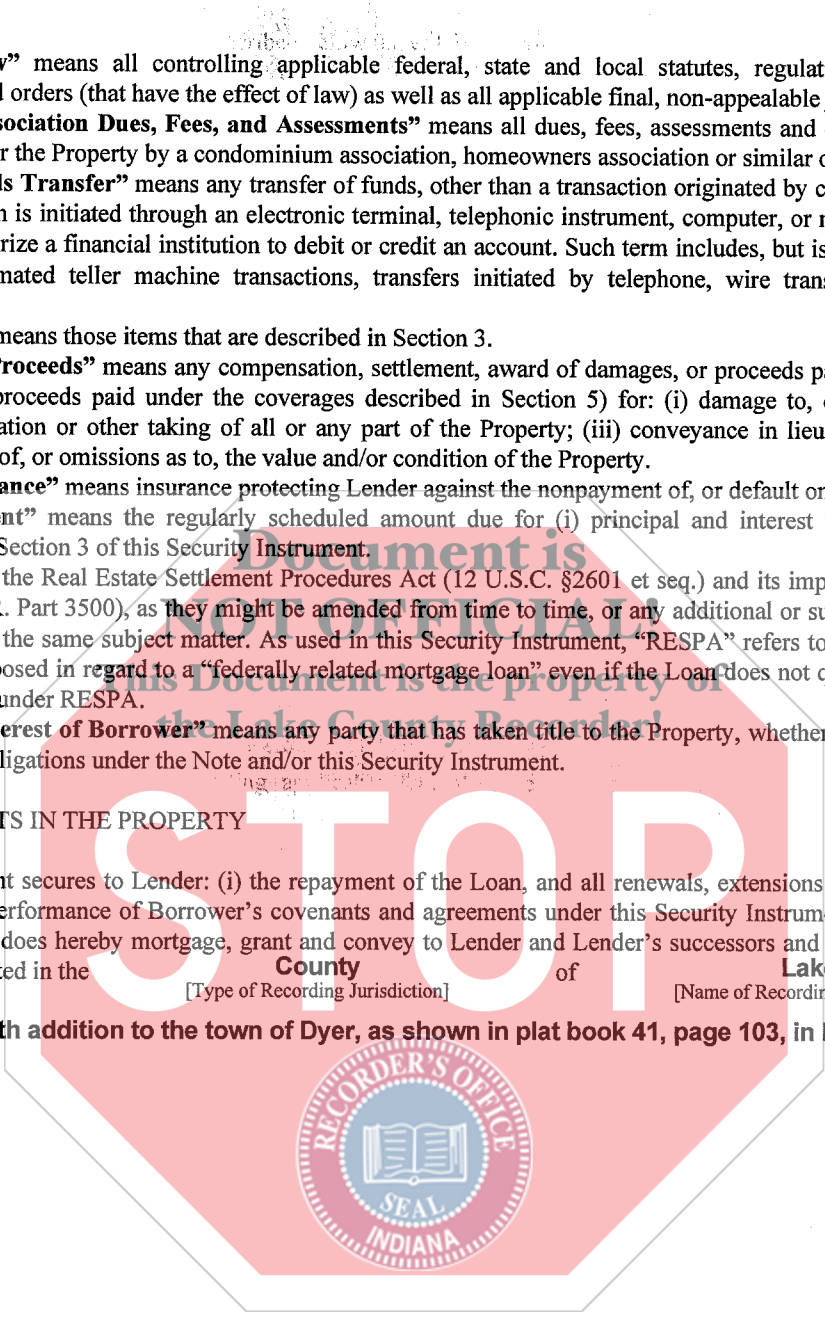 w” means all controlling applicable federal, state and local statutes, regulat
l orders (that have the effect of law) as well as all applicable final, non-appealable
sociation Dues, Fees, and Assessments” means all dues, fees, assessments and
r the Property by a condominium association, homeowners association or similar o
ls Transfer” means any transfer of funds, other than a transaction originated by c
h is initiated through an electronic terminal, telephonic instrument, computer, or m
rize a financial institution to debit or credit an account. Such term includes, but is
mated teller machine transactions, transfers initiated by telephone, wire tran
means those items that are described in Section 3.
Proceeds” means any compensation, settlement, award of damages, or proceeds pa
proceeds paid under the coverages described in Section 5) for: (i) damage to,
ation or other taking of all or any part of the Property; (iii) conveyance in lieu
of, or omissions as to, the value and/or condition of the Property.
ance” means insurance protecting Lender against the nonpayment of, or default on
nt” means the regularly scheduled amount due for (i) principal and interest
Section 3 of this Security Instrument.
Document is
the Real Estate Settlement Procedures Act (12 U.S.C. §2601 et seq.) and its imp
. Part 3500), as they might be amended from time to time, or any additional or su
NOT OFFICIAL!
the same subject matter. As used in this Security Instrument, “RESPA” refers to
posed in regard to a “federally related mortgage loan” even if the Loan does not q
This Document is the property of
under RESPA.
the Lake County Recorder!
erest of Borrower” means any party that has taken title to the Property, whether
ligations under the Note and/or this Security Instrument.
TS IN THE PROPERTY
STOP
nt secures to Lender: (i) the repayment of the Loan, and all renewals, extensions
erformance of Borrower’s covenants and agreements under this Security Instrum
does hereby mortgage, grant and convey to Lender and Lender’s successors and
ted in the County of Lake
[Type of Recording Jurisdiction] [Name of Recordin
th addition to the town of Dyer, as shown in plat book 41, page 103, in
RECORDER'S OFFICE
SEAL
INDIANA